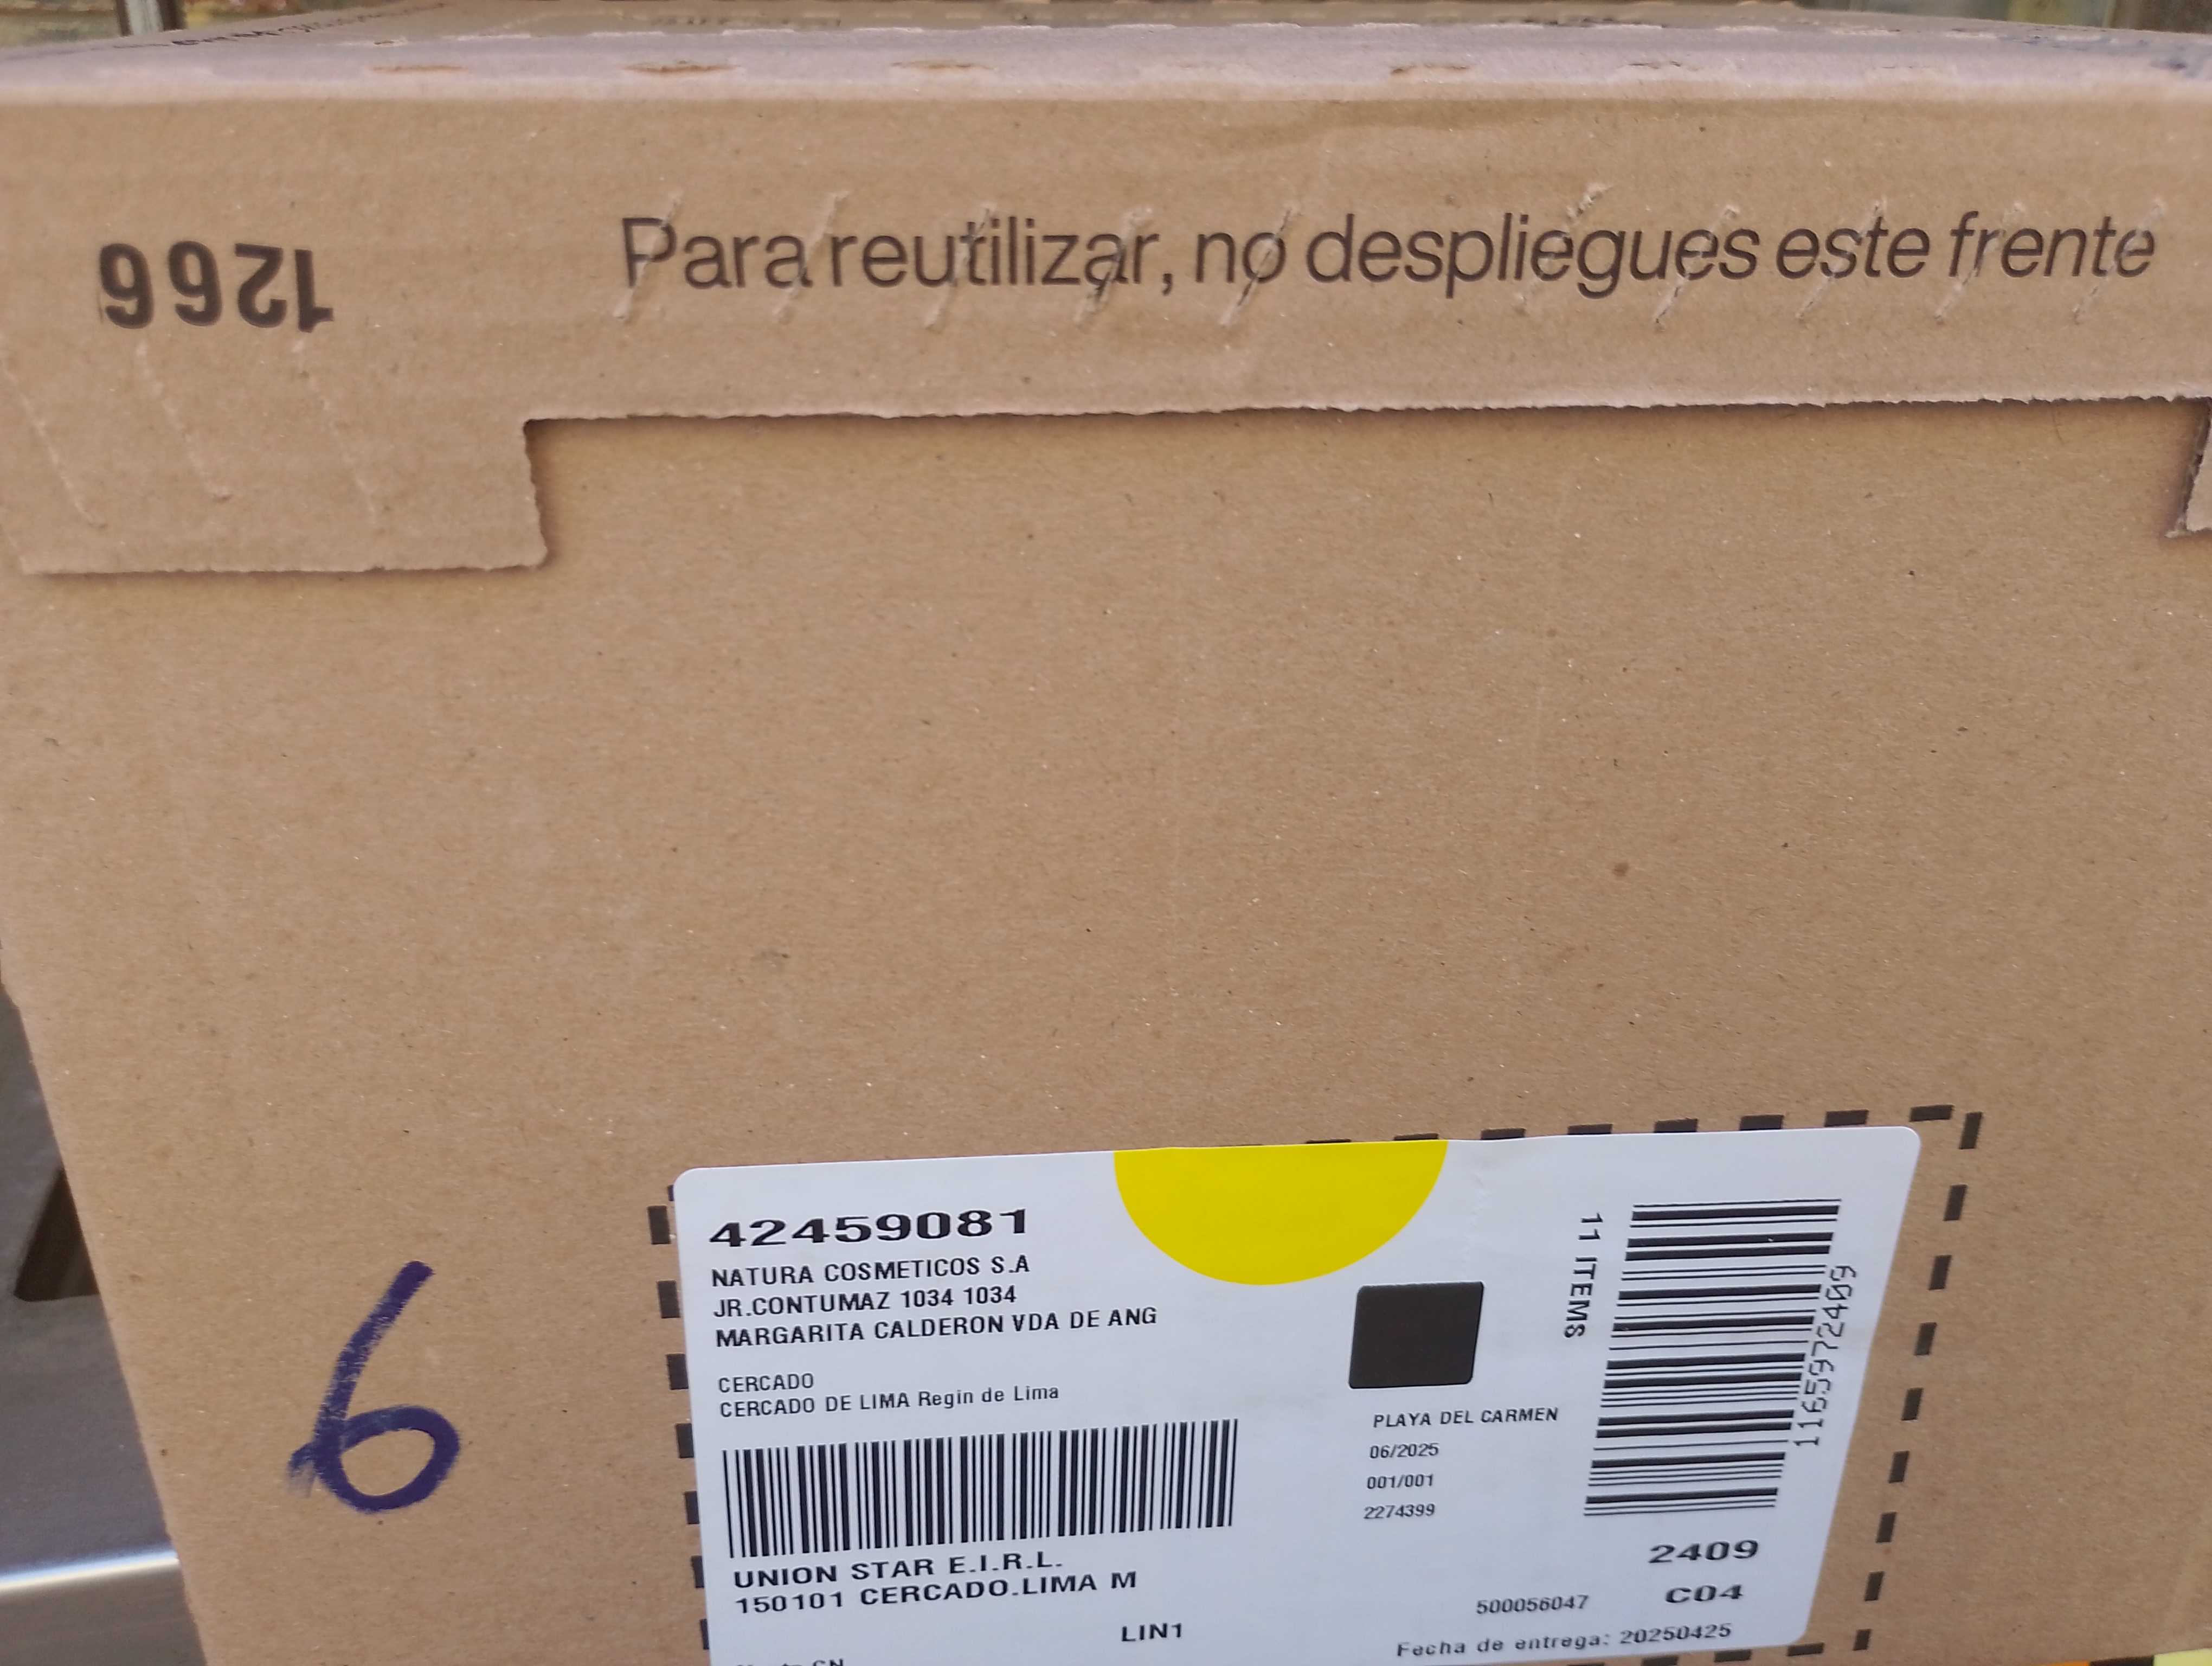 1266
Para reutilizar, no despliegues este frente
6
42459081
NATURA COSMETICOS S.A
JR.CONTUMAZ 1034 1034
MARGARITA CALDERON VDA DE ANG
CERCADO
CERCADO DE LIMA Regin de Lima
UNION STAR E.I.R.L.
150101 CERCADO.LIMA M
LIN1
11 ITEMS
1165972409
PLAYA DEL CARMEN
06/2025
001/001
2274399
2409
C04
500056047
Fecha de entrega: 20250425